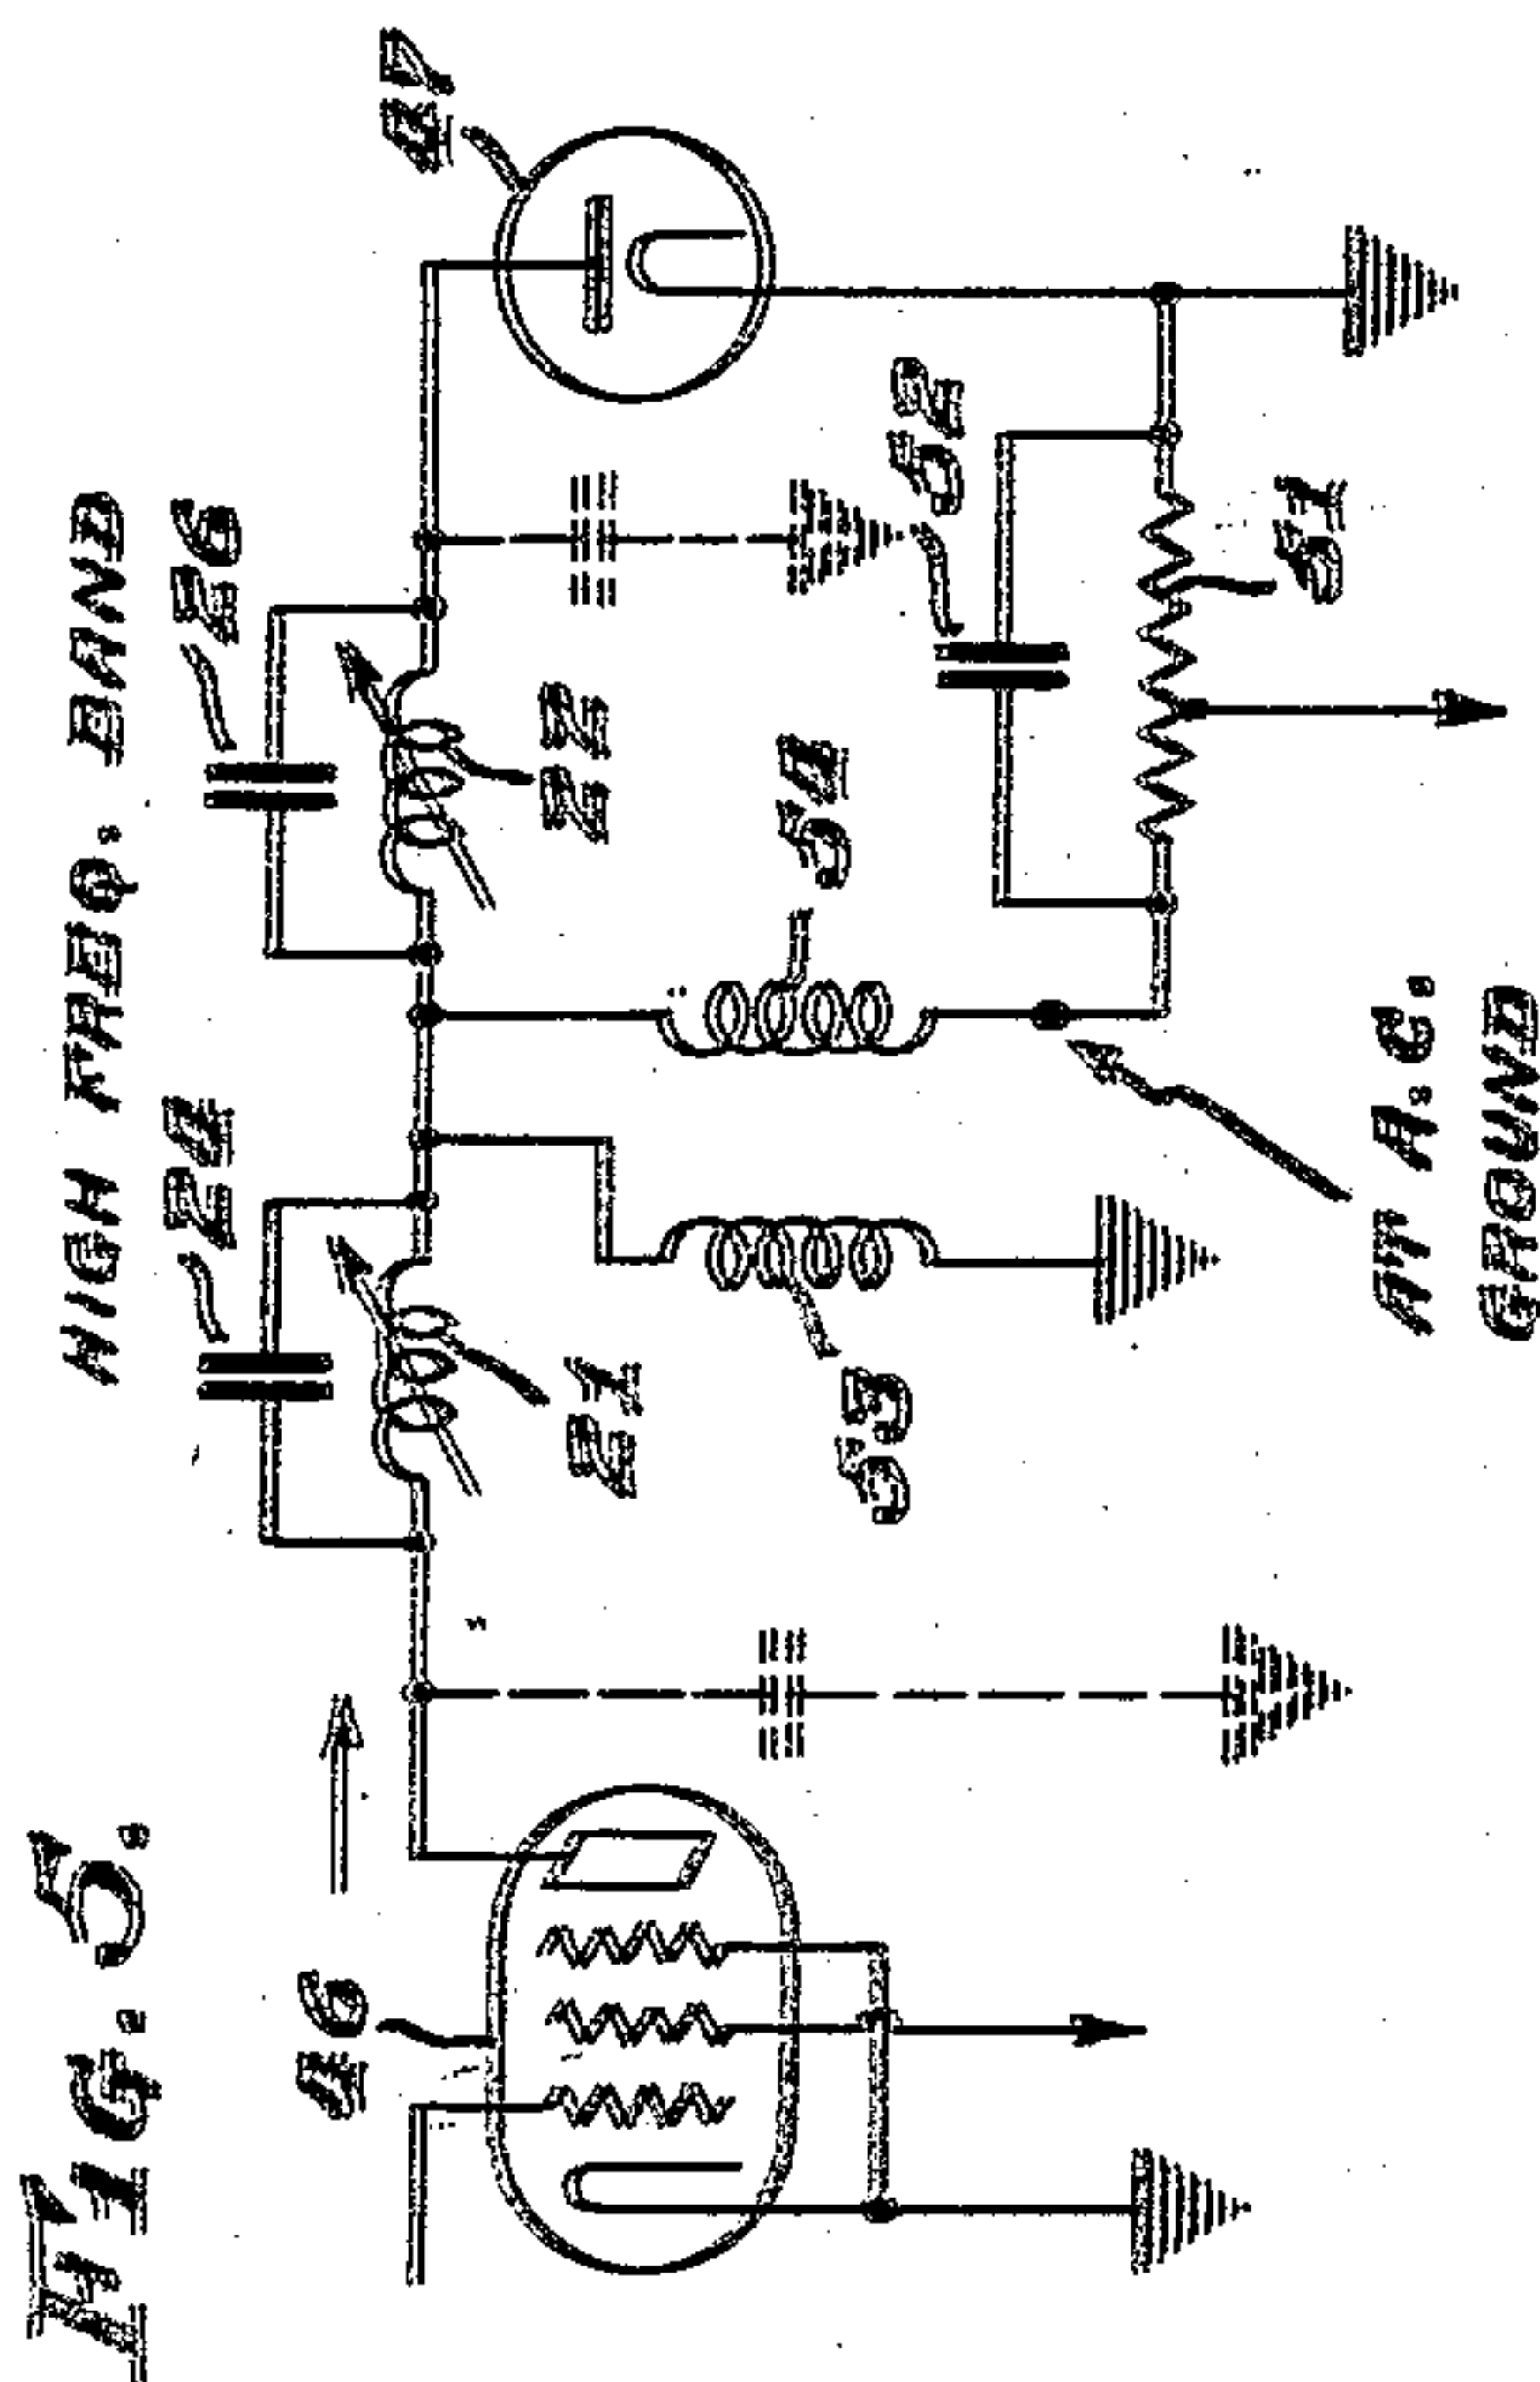 Fig. 5.
HIGH FREQ. BAND
46
24
26
47
21
22
53
54
52
51
AT A.C.
GROUND